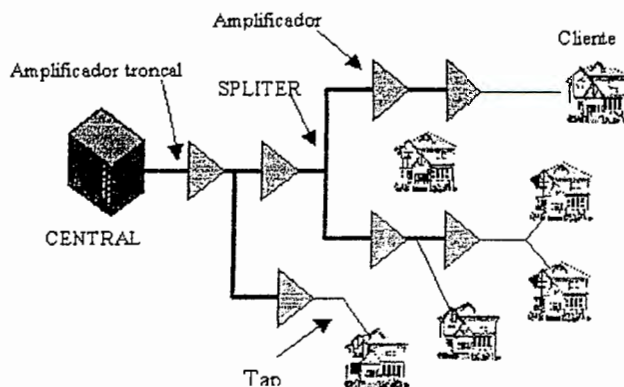 Amplificador
Cliente
Amplificador troncal
SPLITER
CENTRAL
Tap